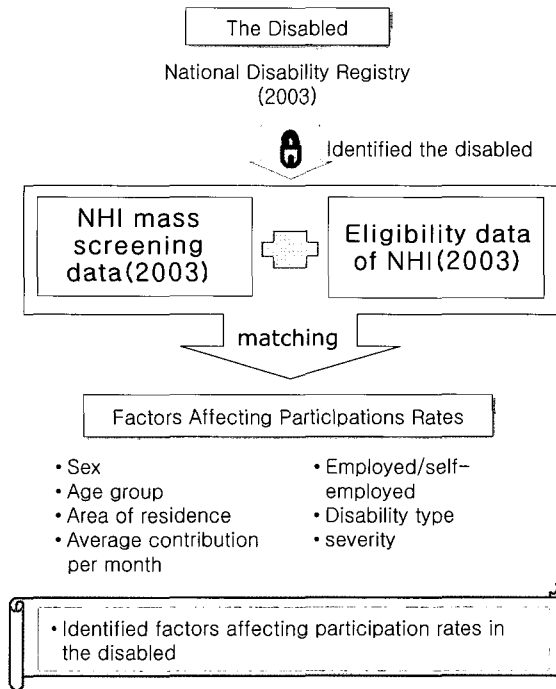 The Disabled
National Disability Registry
(2003)
Identified the disabled
NHI mass
screening
data(2003)
Eligibility data
of NHI(2003)
matching
Factors Affecting Participations Rates
• Sex
• Age group
• Area of residence
• Average contribution
per month
• Employed/self-
employed
• Disability type
• severity
• Identified factors affecting participation rates in
the disabled